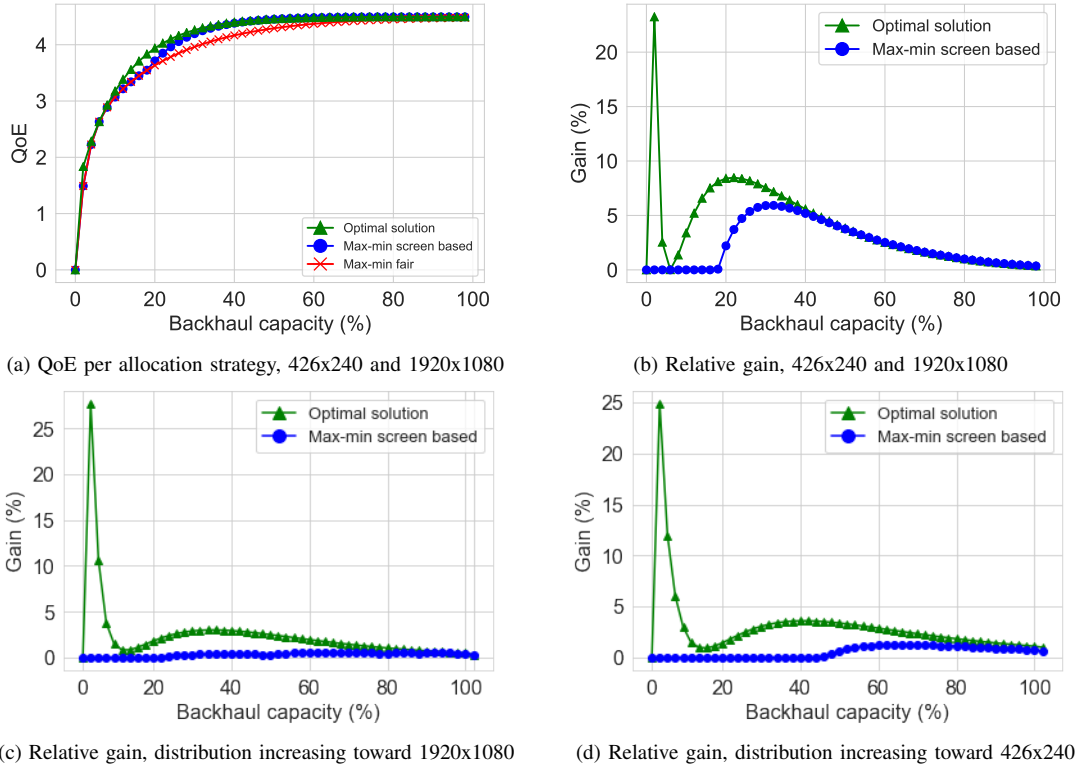 4
3
2
1
0
QoE
Optimal solution
Max-min screen based
Max-min fair
0 20 40 60 80 100
Backhaul capacity (%)
(a) QoE per allocation strategy, 426x240 and 1920x1080
20
15
10
5
0
Gain (%)
Optimal solution
Max-min screen based
0 20 40 60 80 100
Backhaul capacity (%)
(b) Relative gain, 426x240 and 1920x1080
25
20
15
10
5
0
Gain (%)
Optimal solution
Max-min screen based
0 20 40 60 80 100
Backhaul capacity (%)
(c) Relative gain, distribution increasing toward 1920x1080
25
20
15
10
5
0
Gain (%)
Optimal solution
Max-min screen based
0 20 40 60 80 100
Backhaul capacity (%)
(d) Relative gain, distribution increasing toward 426x240